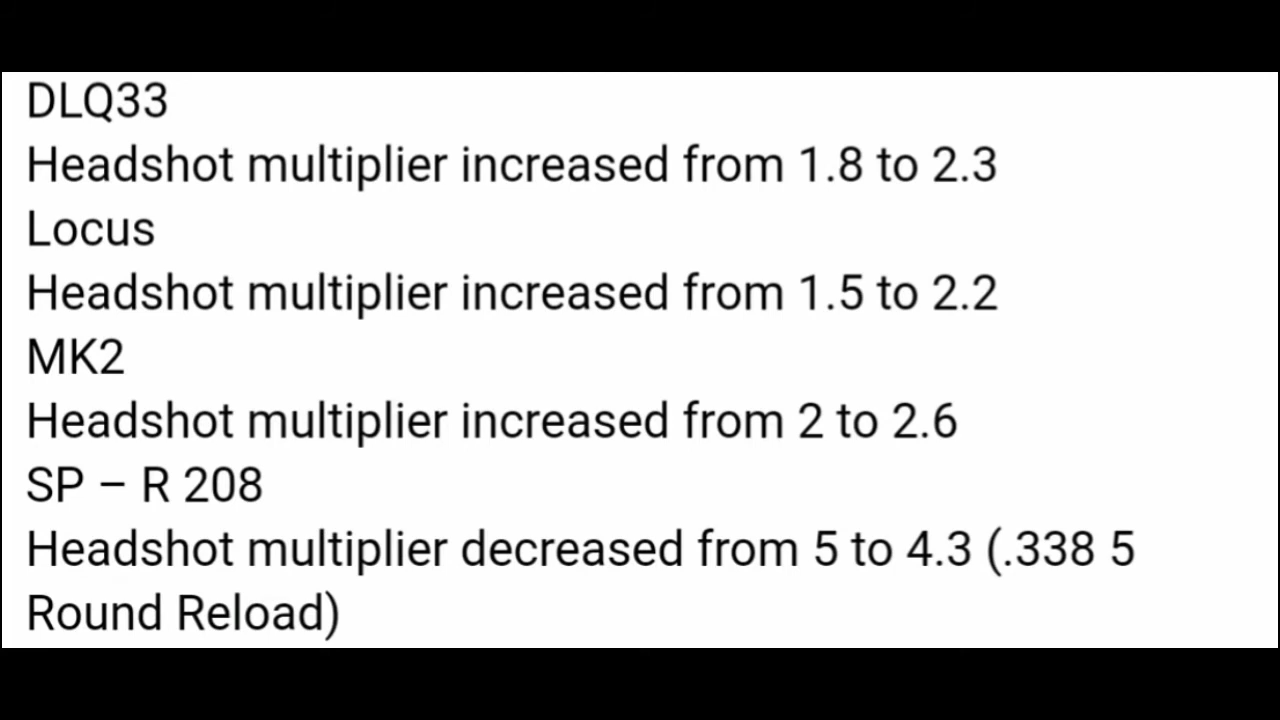 DLQ33
Headshot multiplier increased from 1.8 to 2.3
Locus
Headshot multiplier increased from 1.5 to 2.2
MK2
Headshot multiplier increased from 2 to 2.6
SP – R 208
Headshot multiplier decreased from 5 to 4.3 (.338 5
Round Reload)